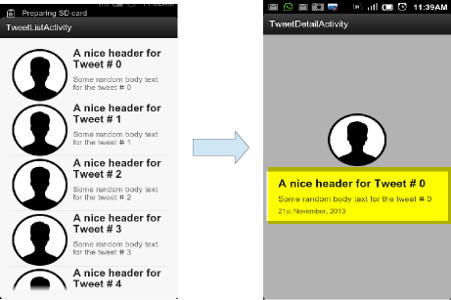 Preparing SD card
TweetListActivity
A nice header for
Tweet # 0
Some random body text
for the tweet # 0
A nice header for
Tweet # 1
Some random body text
for the tweet # 1
A nice header for
Tweet # 2
Some random body text
for the tweet # 2
A nice header for
Tweet # 3
Some random body text
for the tweet # 3
A nice header for
Tweet # 4
11:39AM
TweetDetailActivity
A nice header for Tweet # 0
Some random body text for the tweet # 0
21st November, 2013